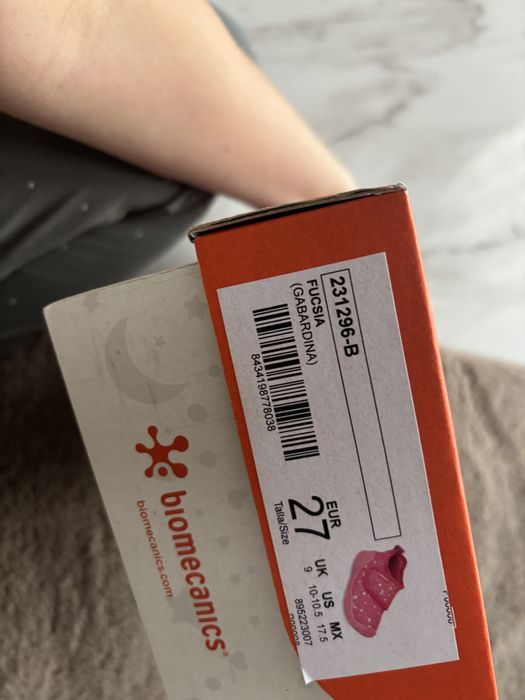 231296-B
FUCSIA
(GABARDINA)
8434198778038
EUR UK US MX
27 9 10-10.5 17.5
Talla/Size
895223007
biomecanics®
biomecanics.com